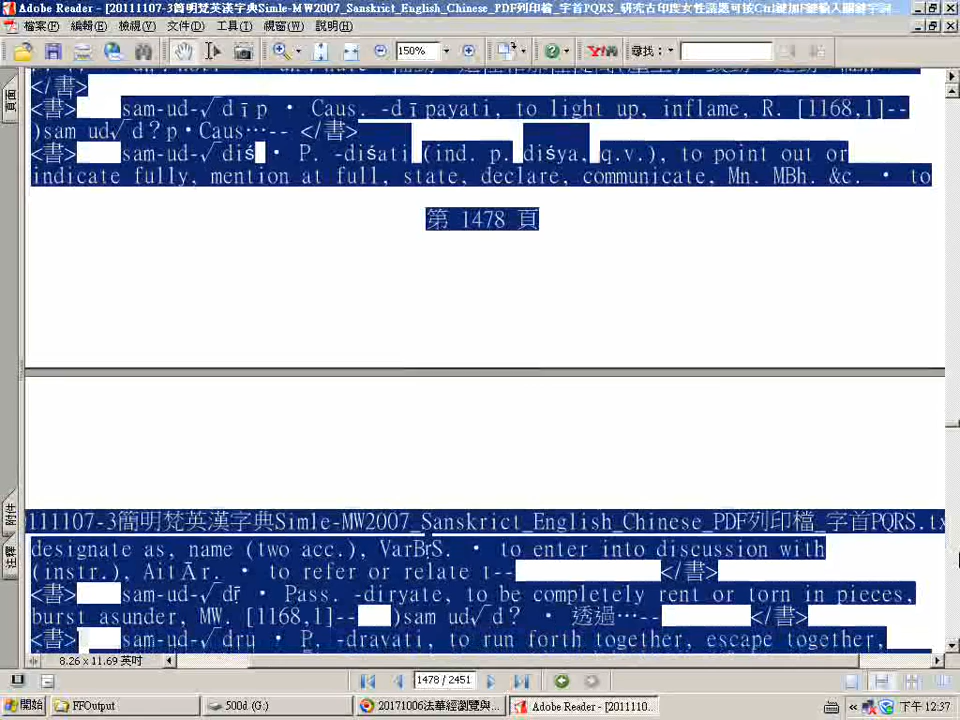 Adobe Reader - [20111107-3簡明梵英漢字典Simle-MW2007_Sanskrict_English_Chinese_PDF列印檔_字首PQRS_研究古印度女性議題可按Ctrl鍵加F鍵輸入關鍵字詞
檔案(F) 編輯(E) 檢視(V) 文件(D) 工具(T) 視窗(W) 說明(H)
150% 尋找:
頁面
</書>
<書> sam-ud-√dīp • Caus. -dīpayati, to light up, inflame, R. [1168,1]--
)sam ud√d?p•Caus…-- </書>
<書> sam-ud-√diś • P. -diśati (ind. p. diśya, q.v.), to point out or
indicate fully, mention at full, state, declare, communicate, Mn. MBh. &c. • to
第 1478 頁
附件
注釋
111107-3簡明梵英漢字典Simle-MW2007_Sanskrict_English_Chinese_PDF列印檔_字首PQRS.tx
designate as, name (two acc.), VarBṛS. • to enter into discussion with
(instr.), AitĀr. • to refer or relate t-- </書>
<書> sam-ud-√dṛ • Pass. -dīryate, to be completely rent or torn in pieces,
burst asunder, MW. [1168,1]-- )sam ud√d? • 透過…-- </書>
<書> sam-ud-√dru • P. -dravati, to run forth together, escape together,
8.26 x 11.69 英吋
1478 / 2451
開始 FFOutput 500d (G:) 20171006法華經瀏覽與... Adobe Reader - [2011110... 下午 12:37